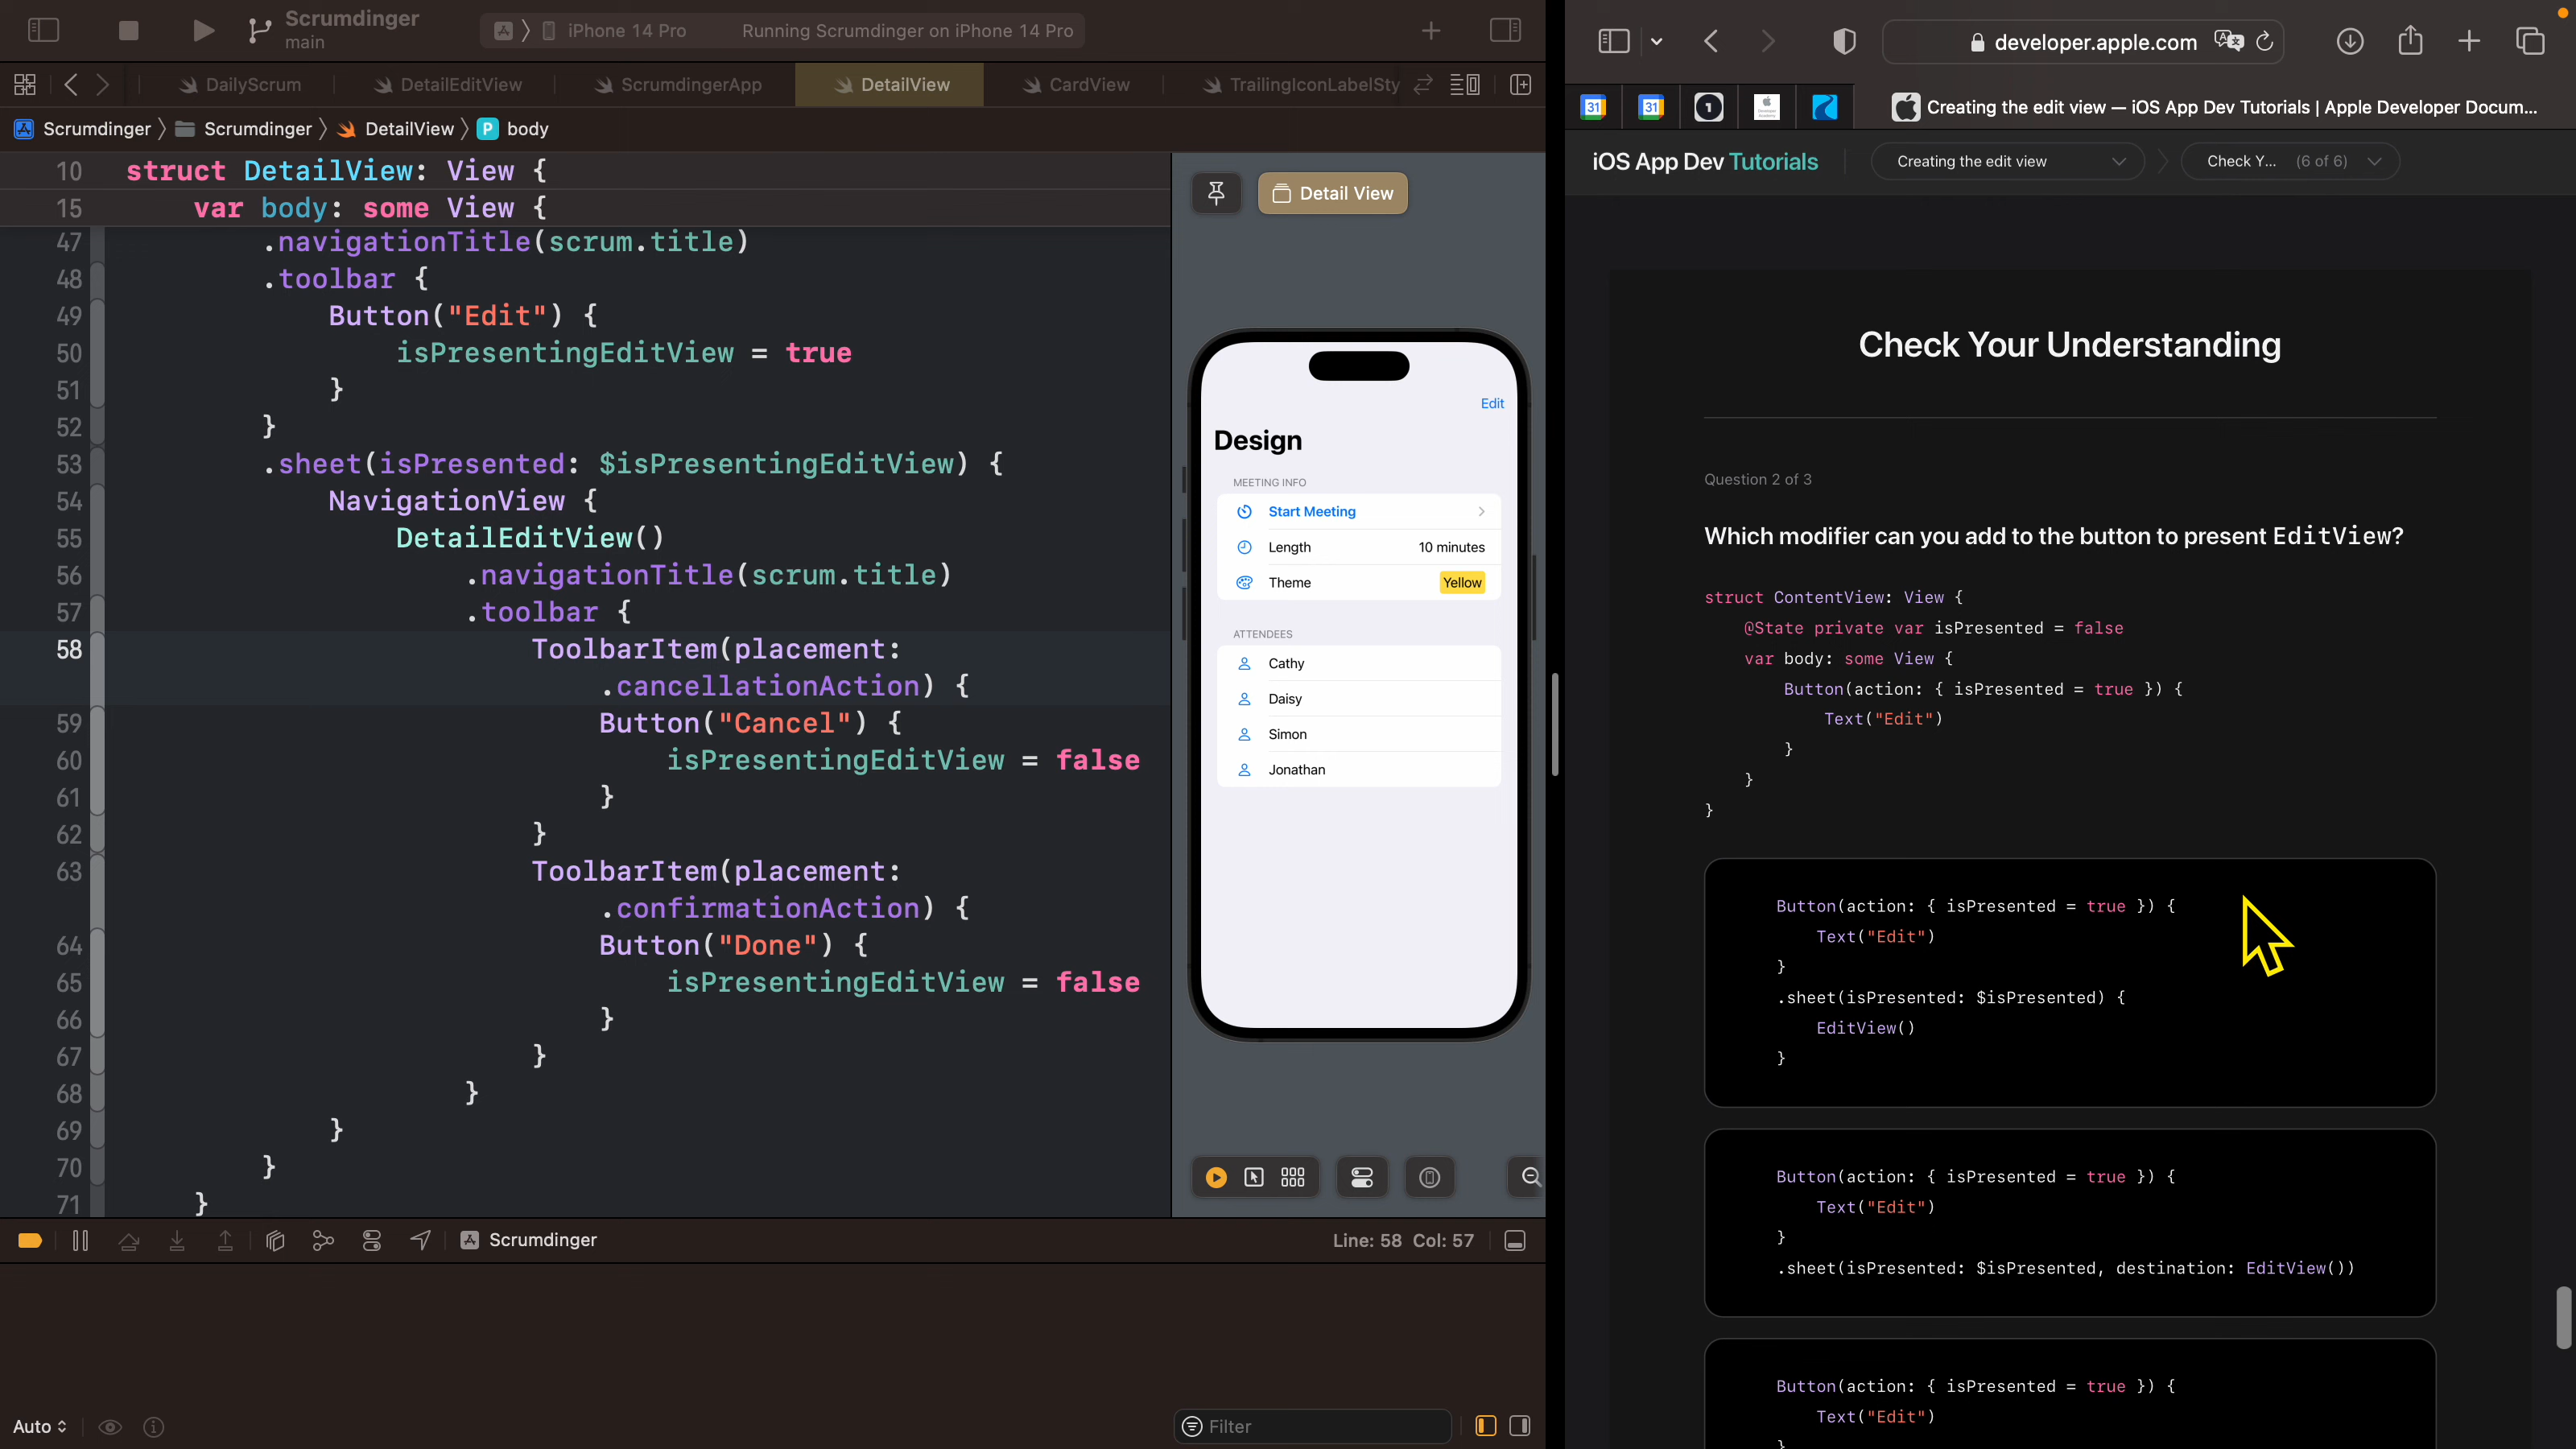 Scrumdinger
main
iPhone 14 Pro
Running Scrumdinger on iPhone 14 Pro
DailyScrum
DetailEditView
ScrumdingerApp
DetailView
CardView
TrailingIconLabelSty
Scrumdinger
Scrumdinger
DetailView
P
body
10 struct DetailView: View {
15 var body: some View {
47 .navigationTitle(scrum.title)
48 .toolbar {
49 Button("Edit") {
50 isPresentingEditView = true
51 }
52 }
53 .sheet(isPresented: $isPresentingEditView) {
54 NavigationView {
55 DetailEditView()
56 .navigationTitle(scrum.title)
57 .toolbar {
58 ToolbarItem(placement:
.cancellationAction) {
59 Button("Cancel") {
60 isPresentingEditView = false
61 }
62 }
63 ToolbarItem(placement:
.confirmationAction) {
64 Button("Done") {
65 isPresentingEditView = false
66 }
67 }
68 }
69 }
70 }
71 }
Detail View
Edit
Design
MEETING INFO
Start Meeting
Length 10 minutes
Theme Yellow
ATTENDEES
Cathy
Daisy
Simon
Jonathan
Scrumdinger
Line: 58 Col: 57
Auto
Filter
developer.apple.com
31
31
1
Creating the edit view — iOS App Dev Tutorials | Apple Developer Docum...
iOS App Dev Tutorials
Creating the edit view
Check Y... (6 of 6)
Check Your Understanding
Question 2 of 3
Which modifier can you add to the button to present EditView?
struct ContentView: View {
@State private var isPresented = false
var body: some View {
Button(action: { isPresented = true }) {
Text("Edit")
}
}
}
Button(action: { isPresented = true }) {
Text("Edit")
}
.sheet(isPresented: $isPresented) {
EditView()
}
Button(action: { isPresented = true }) {
Text("Edit")
}
.sheet(isPresented: $isPresented, destination: EditView())
Button(action: { isPresented = true }) {
Text("Edit")
}